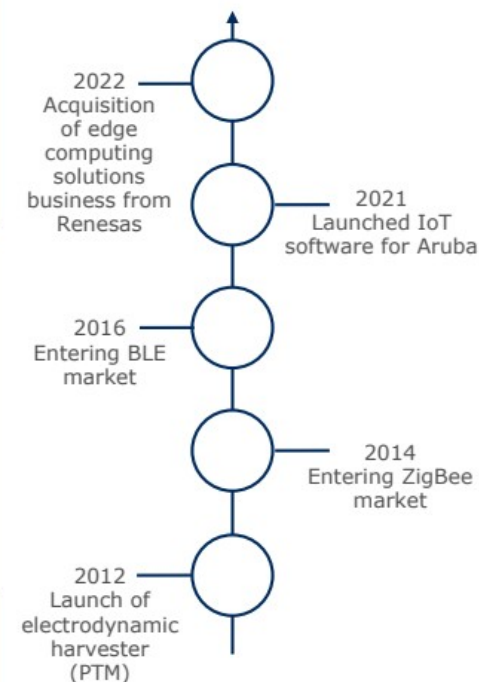 2022
Acquisition
of edge
computing
solutions
business from
Renesas
2021
Launched IoT
software for Aruba
2016
Entering BLE
market
2014
Entering ZigBee
market
2012
Launch of
electrodynamic
harvester
(PTM)